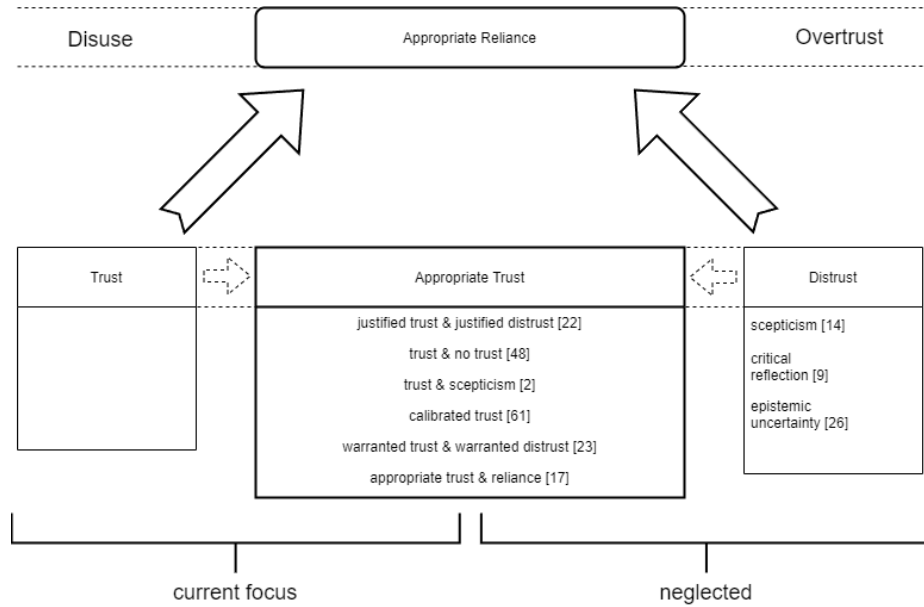 Disuse
Appropriate Reliance
Overtrust
Trust
Appropriate Trust
Distrust
justified trust & justified distrust [22]
trust & no trust [48]
trust & scepticism [2]
calibrated trust [61]
warranted trust & warranted distrust [23]
appropriate trust & reliance [17]
scepticism [14]
critical
reflection [9]
epistemic
uncertainty [26]
current focus
neglected